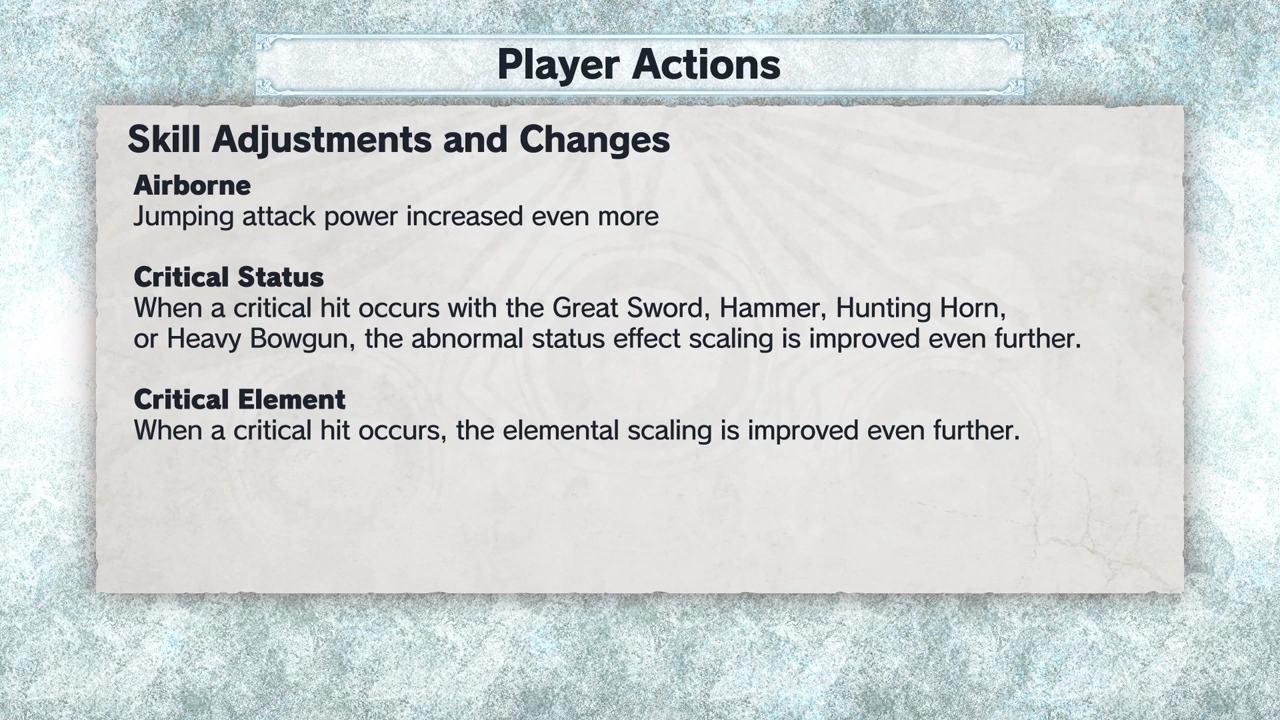 Player Actions
Skill Adjustments and Changes
Airborne
Jumping attack power increased even more
Critical Status
When a critical hit occurs with the Great Sword, Hammer, Hunting Horn,
or Heavy Bowgun, the abnormal status effect scaling is improved even further.
Critical Element
When a critical hit occurs, the elemental scaling is improved even further.